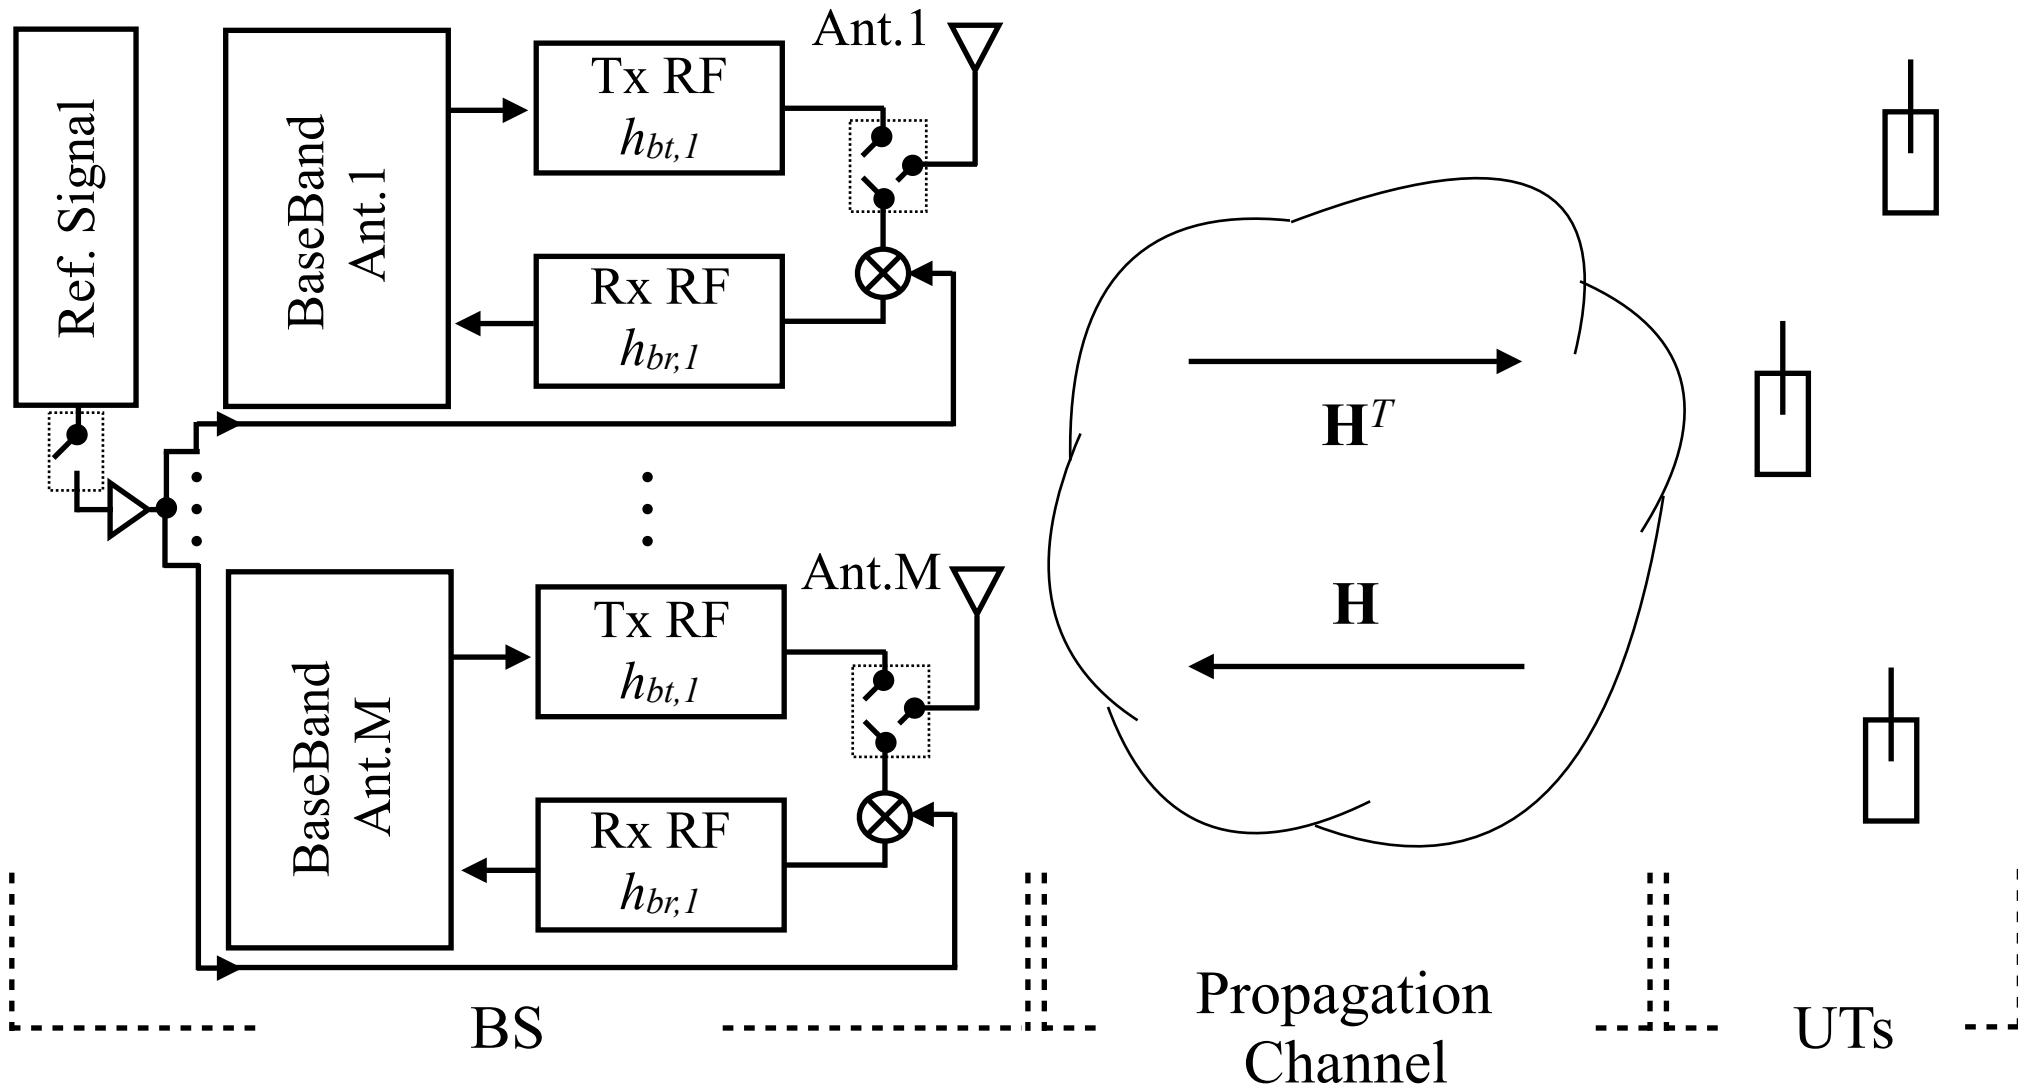 Ref. Signal
BaseBand
Ant.1
Tx RF
h_{bt,1}
Rx RF
h_{br,1}
Ant.1
BaseBand
Ant.M
Tx RF
h_{bt,1}
Rx RF
h_{br,1}
Ant.M
H^T
H
BS
Propagation
Channel
UTs